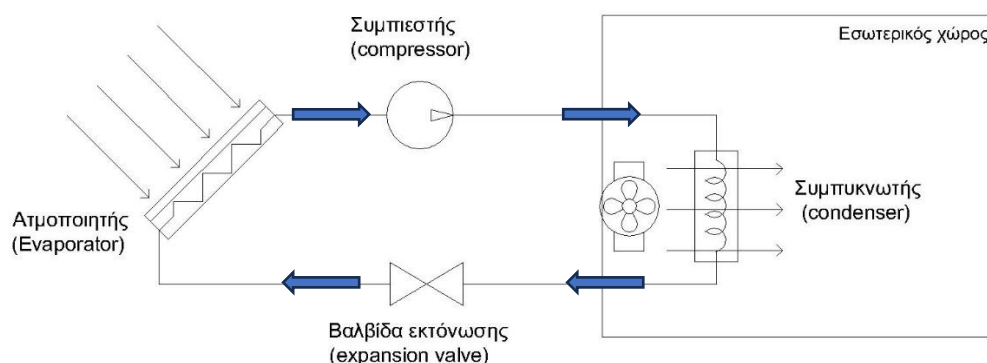 Συμπιεστής
(compressor)
Εσωτερικός χώρος
Ατμοποιητής
(Evaporator)
Συμπυκνωτής
(condenser)
Βαλβίδα εκτόνωσης
(expansion valve)